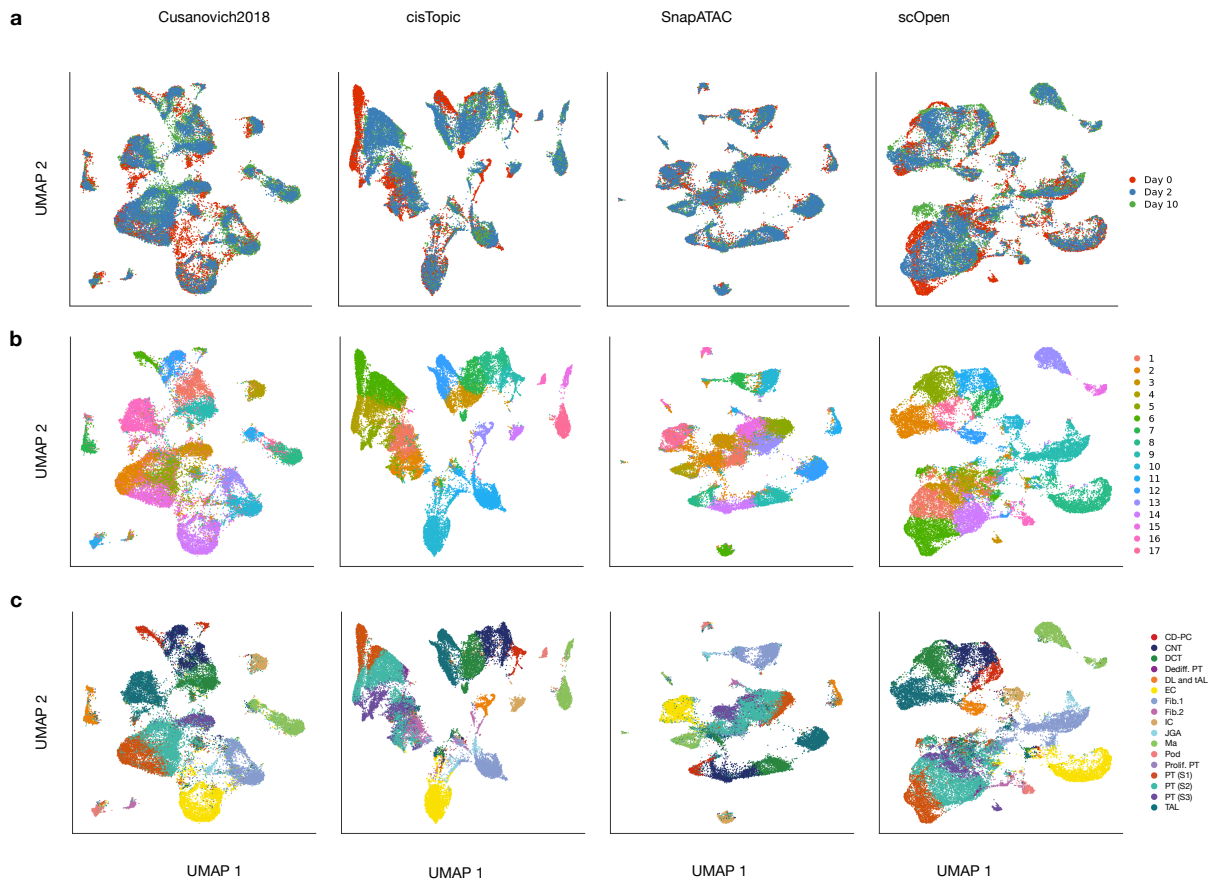 a
Cusanovich2018 cisTopic SnapATAC scOpen
UMAP 2
Day 0
Day 2
Day 10
b
UMAP 2
1
2
3
4
5
6
7
8
9
10
11
12
13
14
15
16
17
c
UMAP 2
CD-PC
CNT
DCT
Dediff. PT
DL and tAL
EC
Fib.1
Fib.2
IC
JGA
Ma
Pod
Prolif. PT
PT (S1)
PT (S2)
PT (S3)
TAL
UMAP 1 UMAP 1 UMAP 1 UMAP 1